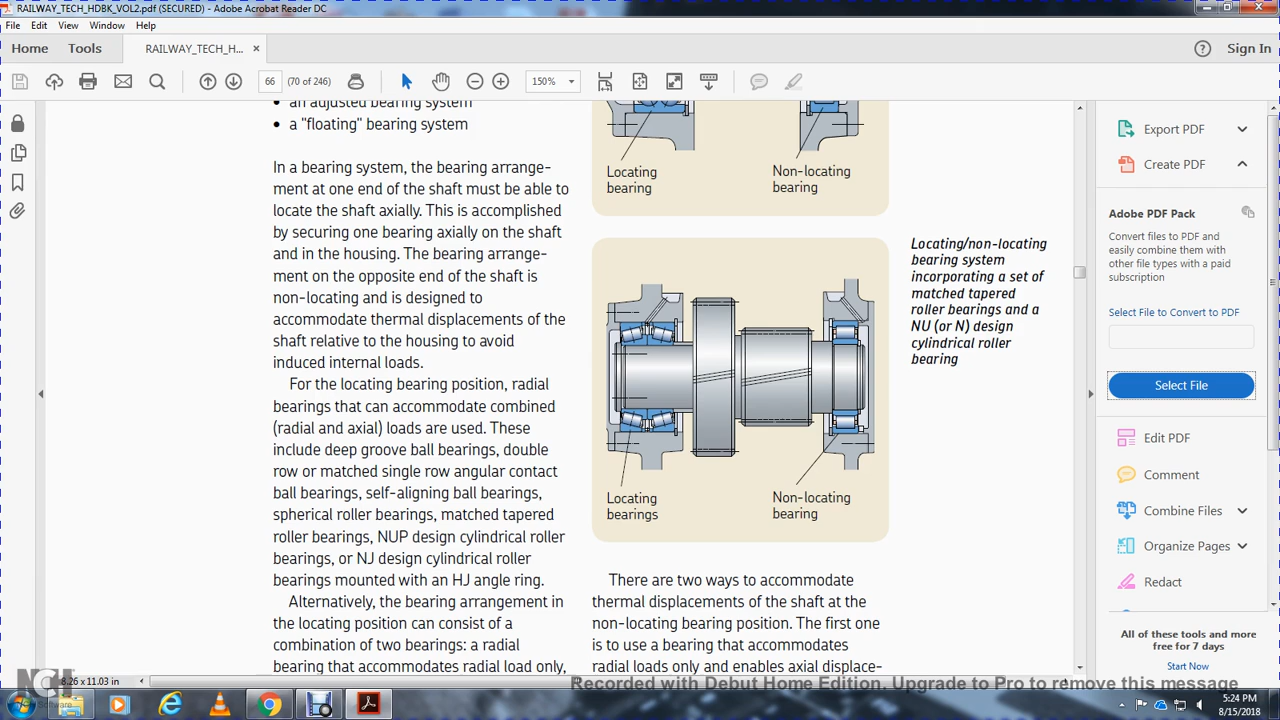 RAILWAY_TECH_HDBK_VOL2.pdf (SECURED) - Adobe Acrobat Reader DC
File Edit View Window Help
Home Tools RAILWAY_TECH_H... × Sign In
66 (70 of 246) 150%
an adjusted bearing system
• a "floating" bearing system
In a bearing system, the bearing arrange-
ment at one end of the shaft must be able to
locate the shaft axially. This is accomplished
by securing one bearing axially on the shaft
and in the housing. The bearing arrange-
ment on the opposite end of the shaft is
non-locating and is designed to
accommodate thermal displacements of the
shaft relative to the housing to avoid
induced internal loads.
For the locating bearing position, radial
bearings that can accommodate combined
(radial and axial) loads are used. These
include deep groove ball bearings, double
row or matched single row angular contact
ball bearings, self-aligning ball bearings,
spherical roller bearings, matched tapered
roller bearings, NUP design cylindrical roller
bearings, or NJ design cylindrical roller
bearings mounted with an HJ angle ring.
Alternatively, the bearing arrangement in
the locating position can consist of a
combination of two bearings: a radial
bearing that accommodates radial load only,
Locating
bearing
Non-locating
bearing
Locating
bearings
Non-locating
bearing
Locating/non-locating
bearing system
incorporating a set of
matched tapered
roller bearings and a
NU (or N) design
cylindrical roller
bearing
There are two ways to accommodate
thermal displacements of the shaft at the
non-locating bearing position. The first one
is to use a bearing that accommodates
radial loads only and enables axial displace-
Export PDF
Create PDF
Adobe PDF Pack
Convert files to PDF and
easily combine them with
other file types with a paid
subscription
Select File to Convert to PDF
Select File
Edit PDF
Comment
Combine Files
Organize Pages
Redact
All of these tools and more
free for 7 days
Start Now
8.26 x 11.03 in
NCH
Software
Recorded with Debut Home Edition. Upgrade to Pro to remove this message
5:24 PM
8/15/2018